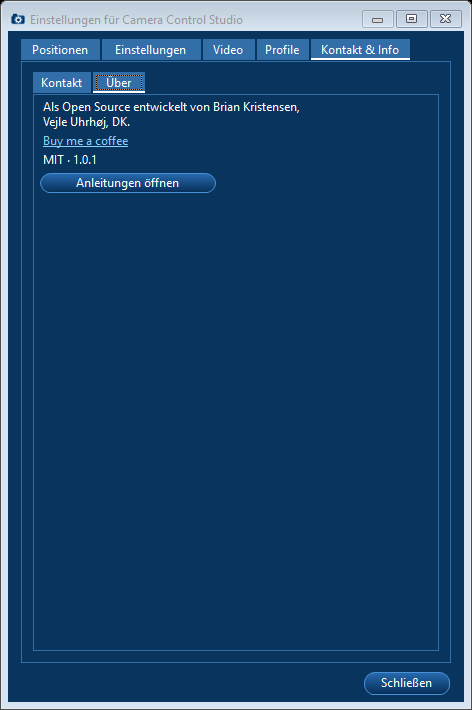 Einstellungen für Camera Control Studio
Positionen
Einstellungen
Video
Profile
Kontakt & Info
Kontakt
Über
Als Open Source entwickelt von Brian Kristensen,
Vejle Uhrhøj, DK.
Buy me a coffee
MIT · 1.0.1
Anleitungen öffnen
Schließen